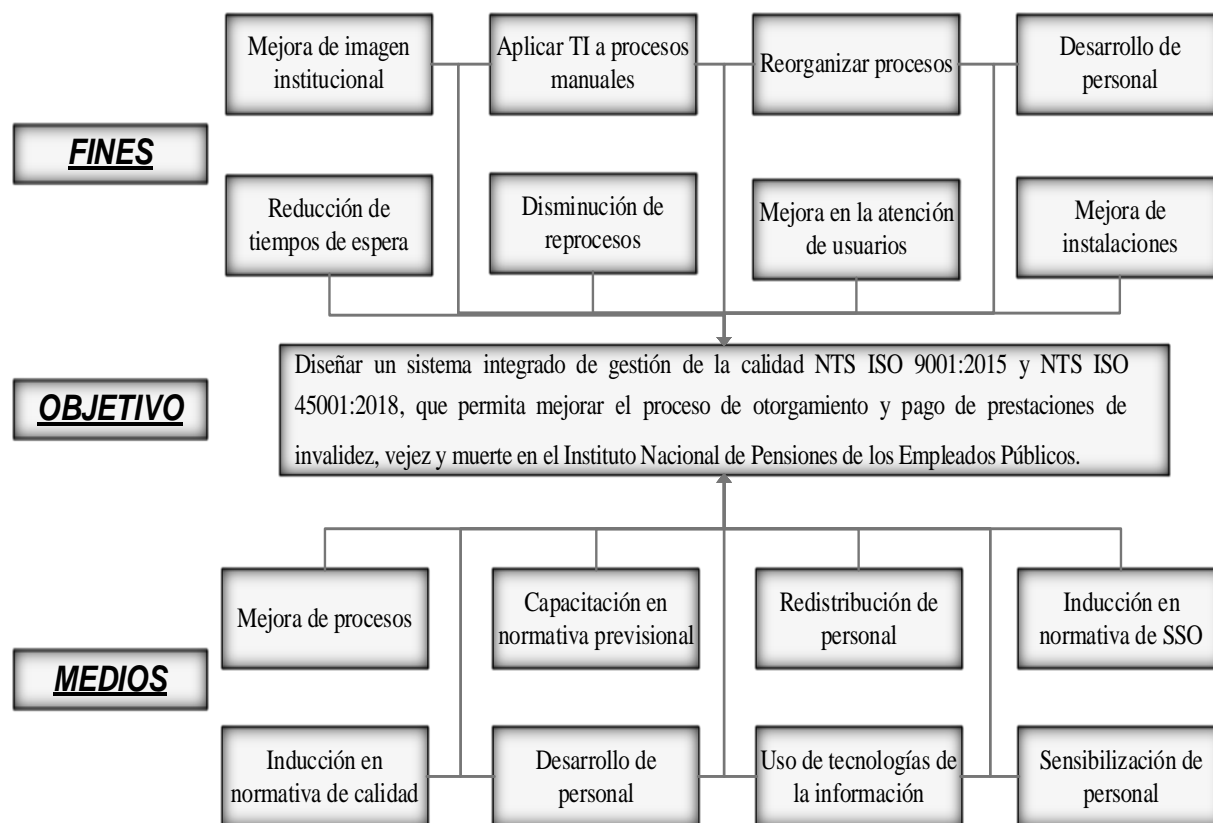 Mejora de imagen
institucional
Aplicar TI a procesos
manuales
Reorganizar procesos
Desarrollo de
personal
FINES
Reducción de
tiempos de espera
Disminución de
reprocesos
Mejora en la atención
de usuarios
Mejora de
instalaciones
OBJETIVO
Diseñar un sistema integrado de gestión de la calidad NTS ISO 9001:2015 y NTS ISO
45001:2018, que permita mejorar el proceso de otorgamiento y pago de prestaciones de
invalidez, vejez y muerte en el Instituto Nacional de Pensiones de los Empleados Públicos.
Mejora de procesos
Capacitación en
normativa previsional
Redistribución de
personal
Inducción en
normativa de SSO
MEDIOS
Inducción en
normativa de calidad
Desarrollo de
personal
Uso de tecnologías de
la información
Sensibilización de
personal